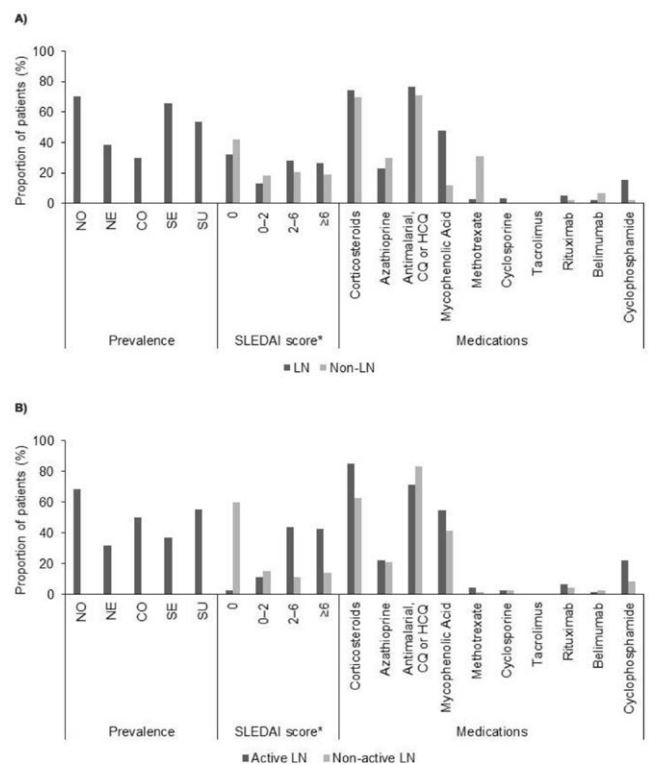 A)
Proportion of patients (%)
100
80
60
40
20
0
NO
NE
CO
SE
SU
0
0–2
2–6
≥6
Corticosteroids
Azathioprine
Antimalarial,
CQ or HCQ
Mycophenolic Acid
Methotrexate
Cyclosporine
Tacrolimus
Rituximab
Belimumab
Cyclophosphamide
Prevalence
SLEDAI score*
Medications
LN Non-LN
B)
Proportion of patients (%)
100
80
60
40
20
0
NO
NE
CO
SE
SU
0
0–2
2–6
≥6
Corticosteroids
Azathioprine
Antimalarial,
CQ or HCQ
Mycophenolic Acid
Methotrexate
Cyclosporine
Tacrolimus
Rituximab
Belimumab
Cyclophosphamide
Prevalence
SLEDAI score*
Medications
Active LN Non-active LN